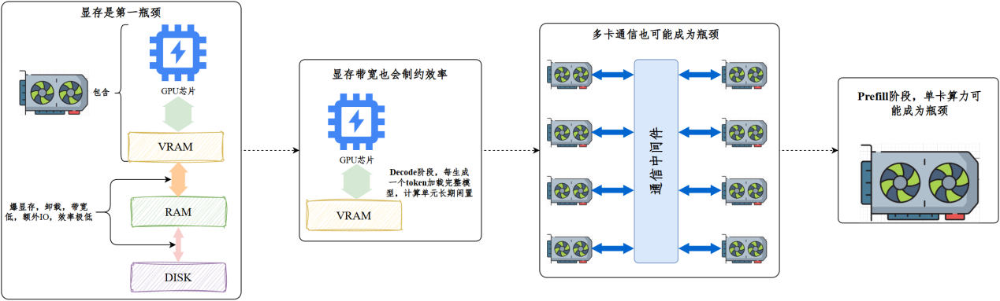 显存是第一瓶颈
GPU芯片
包含
VRAM
爆显存，卸载，带宽
低，额外IO，效率极低
RAM
DISK
显存带宽也会制约效率
GPU芯片
Decode阶段，每生成
一个token加载完整模
型，计算单元长期闲置
VRAM
多卡通信也可能成为瓶颈
通信中间件
Prefill阶段，单卡算力可
能成为瓶颈